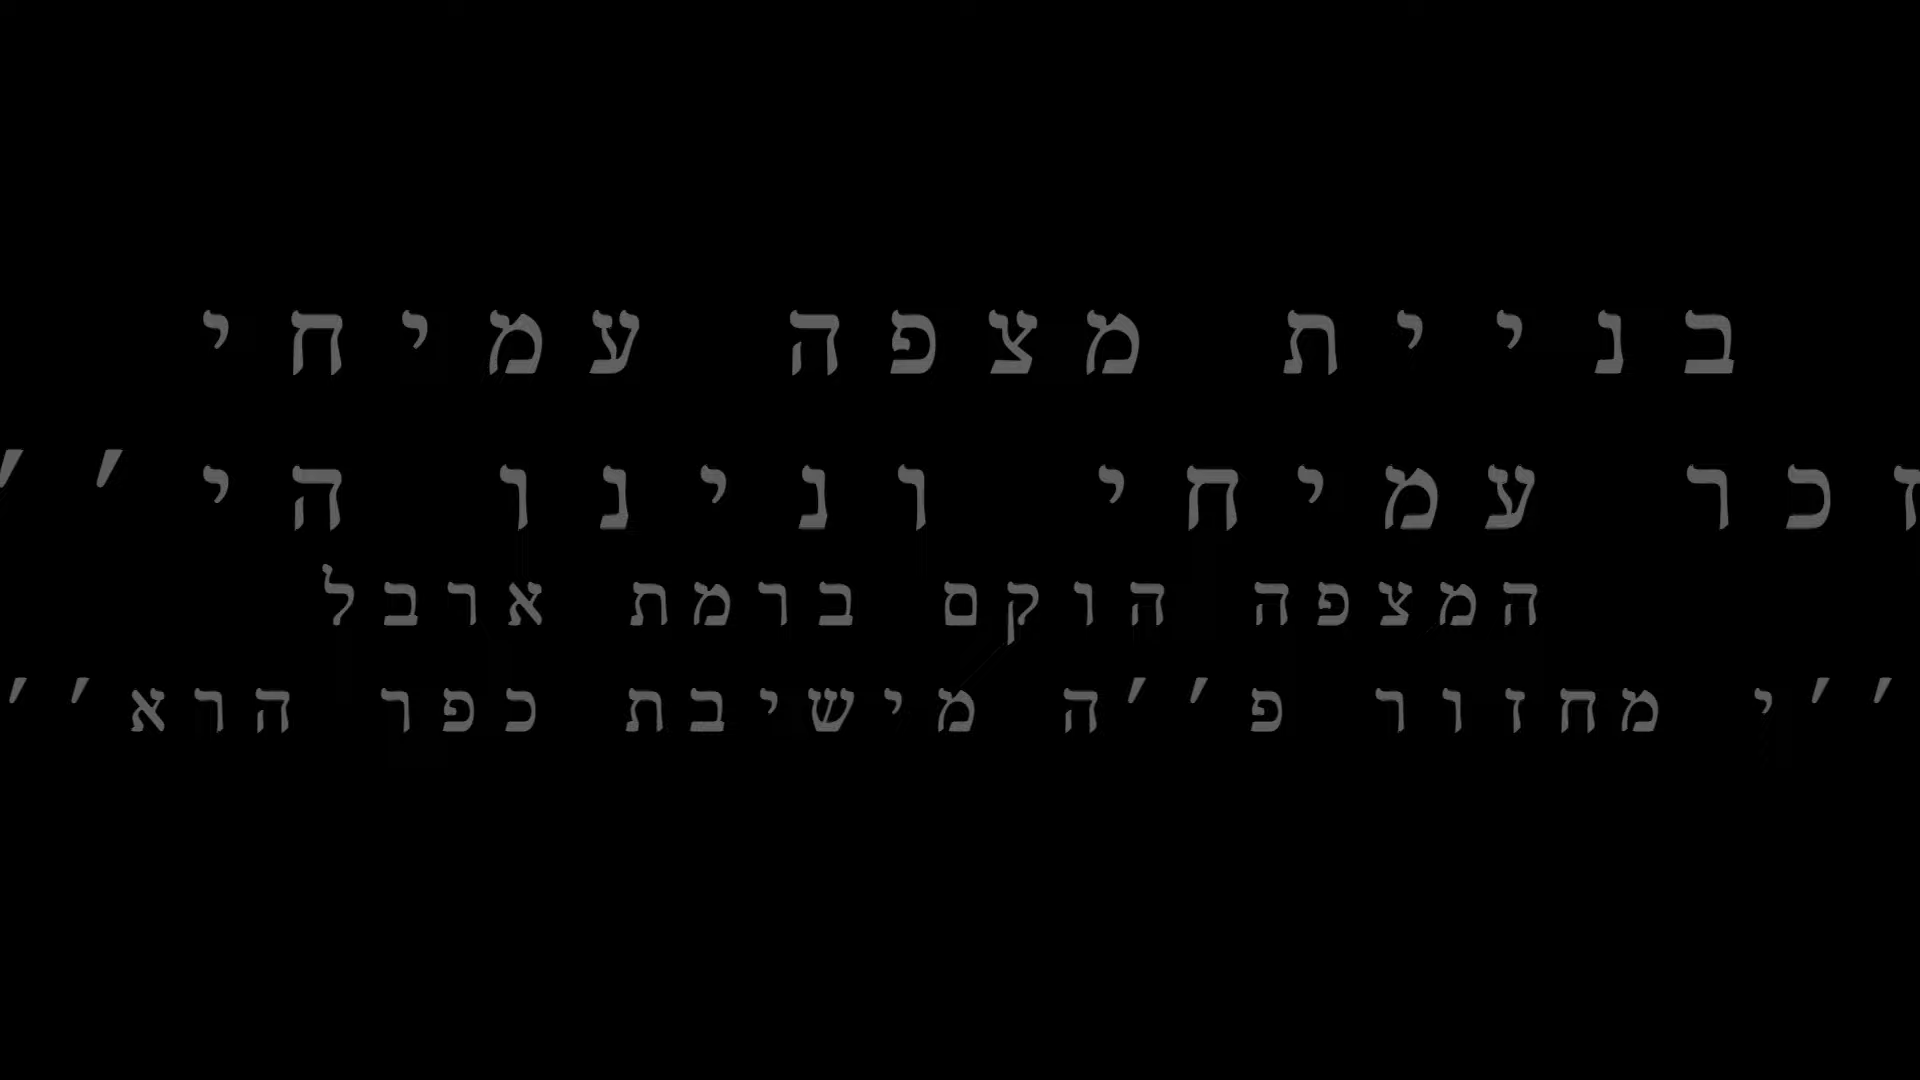 בניית מצפה עמיחי
זכר עמיחי ונינו הי''
המצפה הוקם ברמת ארבל
''י מחזור פ''ה מישיבת כפר הרא''